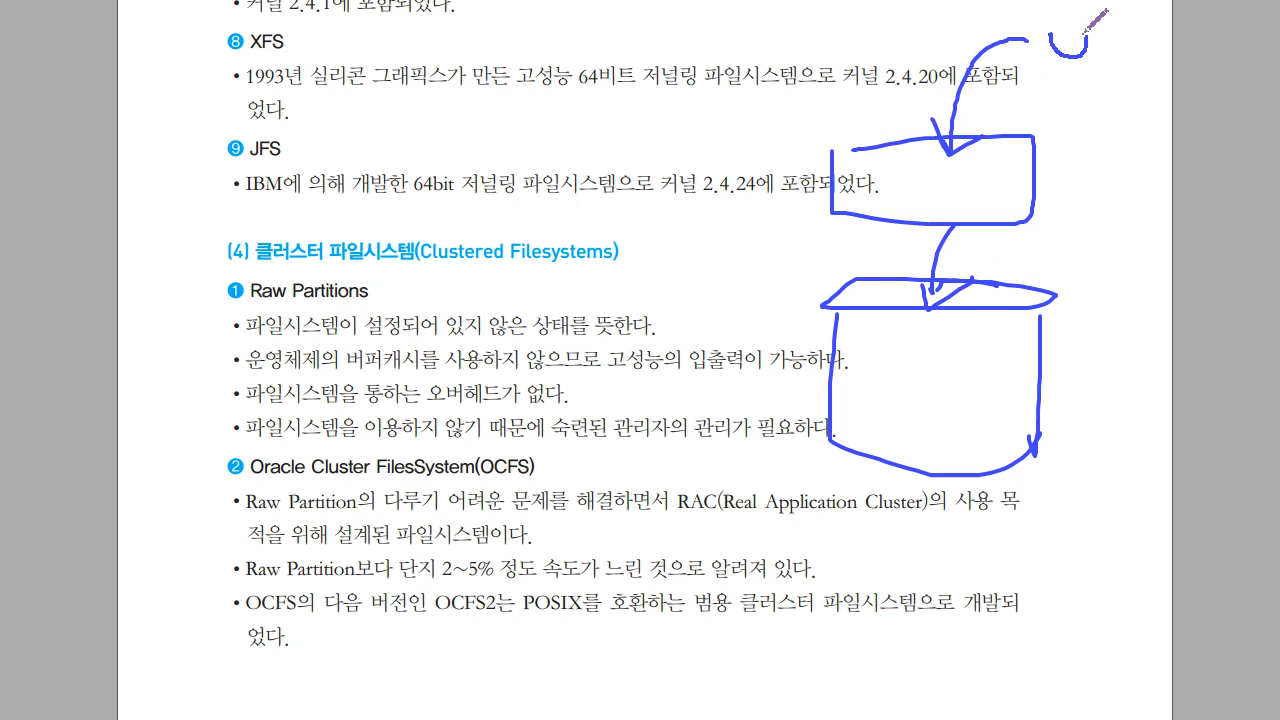 • 커널 2.4.1에 포함되었다.
❽ XFS
• 1993년 실리콘 그래픽스가 만든 고성능 64비트 저널링 파일시스템으로 커널 2.4.20에 포함되
었다.
❾ JFS
• IBM에 의해 개발한 64bit 저널링 파일시스템으로 커널 2.4.24에 포함되었다.
(4) 클러스터 파일시스템(Clustered Filesystems)
❶ Raw Partitions
• 파일시스템이 설정되어 있지 않은 상태를 뜻한다.
• 운영체제의 버퍼캐시를 사용하지 않으므로 고성능의 입출력이 가능하다.
• 파일시스템을 통하는 오버헤드가 없다.
• 파일시스템을 이용하지 않기 때문에 숙련된 관리자의 관리가 필요하다.
❷ Oracle Cluster FilesSystem(OCFS)
• Raw Partition의 다루기 어려운 문제를 해결하면서 RAC(Real Application Cluster)의 사용 목
적을 위해 설계된 파일시스템이다.
• Raw Partition보다 단지 2~5% 정도 속도가 느린 것으로 알려져 있다.
• OCFS의 다음 버전인 OCFS2는 POSIX를 호환하는 범용 클러스터 파일시스템으로 개발되
었다.